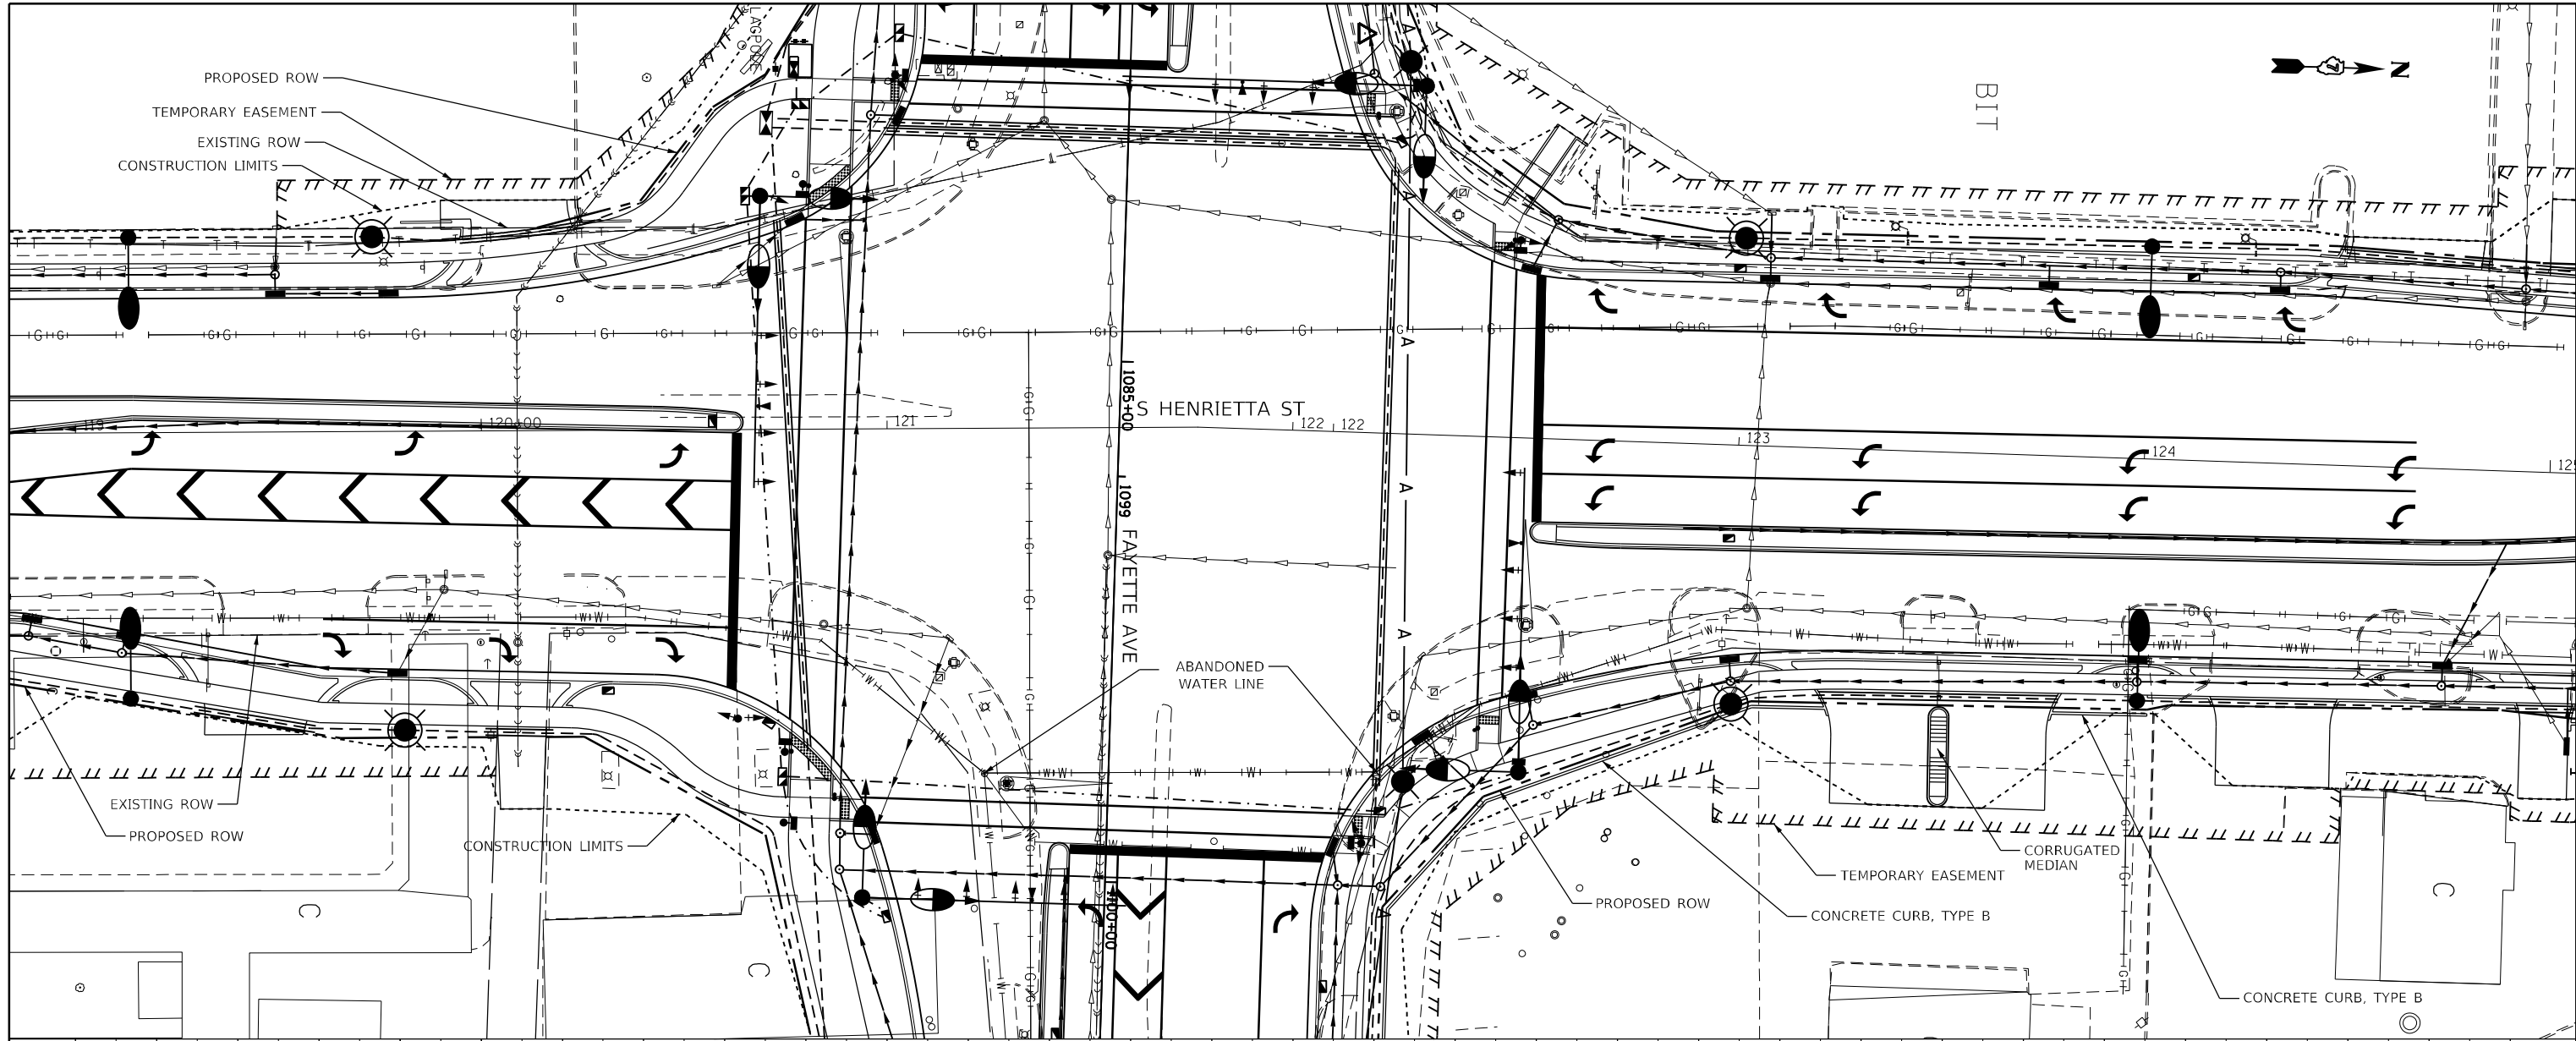 FLAGPOLE
PROPOSED ROW
TEMPORARY EASEMENT
EXISTING ROW
CONSTRUCTION LIMITS
BIT
N
S HENRIETTA ST
1085+00
1099
FAYETTE AVE
1100+00
119
120+00
121
122
122
123
124
125
ABANDONED
WATER LINE
EXISTING ROW
PROPOSED ROW
CONSTRUCTION LIMITS
CORRUGATED
MEDIAN
TEMPORARY EASEMENT
PROPOSED ROW
CONCRETE CURB, TYPE B
CONCRETE CURB, TYPE B
C
C
C